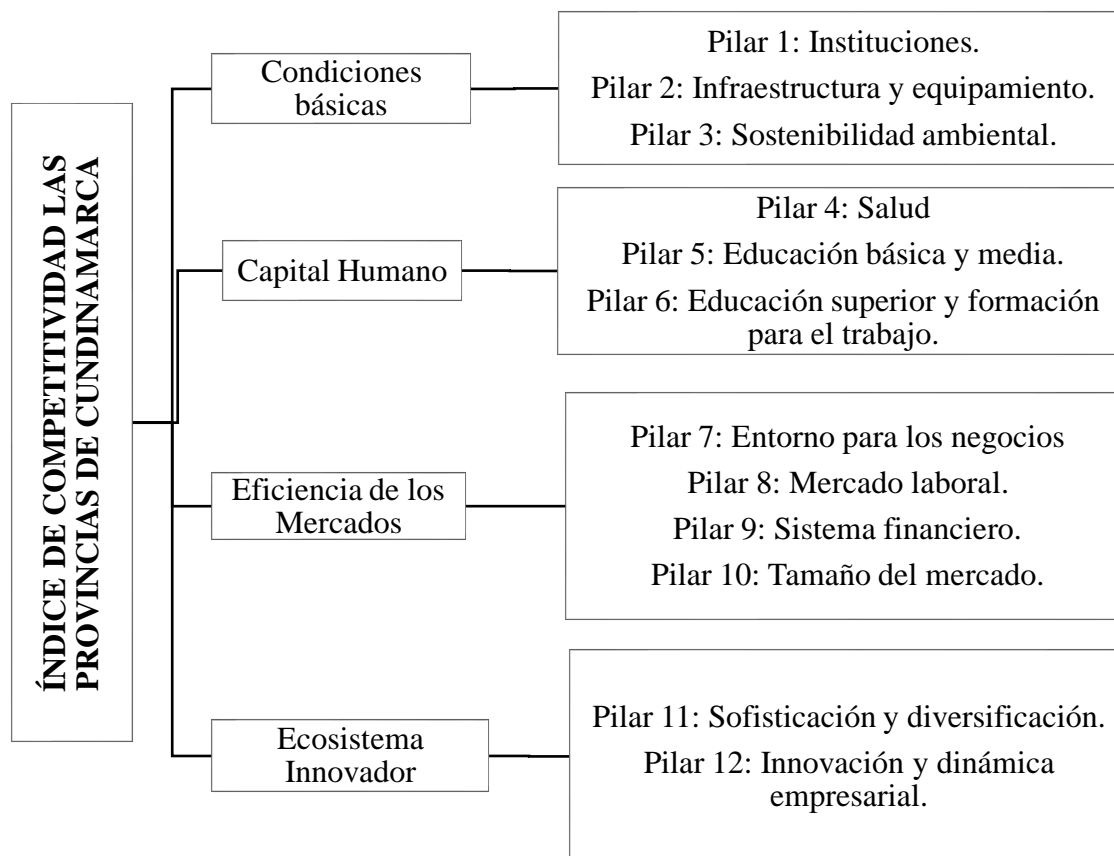 ÍNDICE DE COMPETITIVIDAD LAS
PROVINCIAS DE CUNDINAMARCA
Condiciones
básicas
Pilar 1: Instituciones.
Pilar 2: Infraestructura y equipamiento.
Pilar 3: Sostenibilidad ambiental.
Capital Humano
Pilar 4: Salud
Pilar 5: Educación básica y media.
Pilar 6: Educación superior y formación
para el trabajo.
Eficiencia de los
Mercados
Pilar 7: Entorno para los negocios
Pilar 8: Mercado laboral.
Pilar 9: Sistema financiero.
Pilar 10: Tamaño del mercado.
Ecosistema
Innovador
Pilar 11: Sofisticación y diversificación.
Pilar 12: Innovación y dinámica
empresarial.